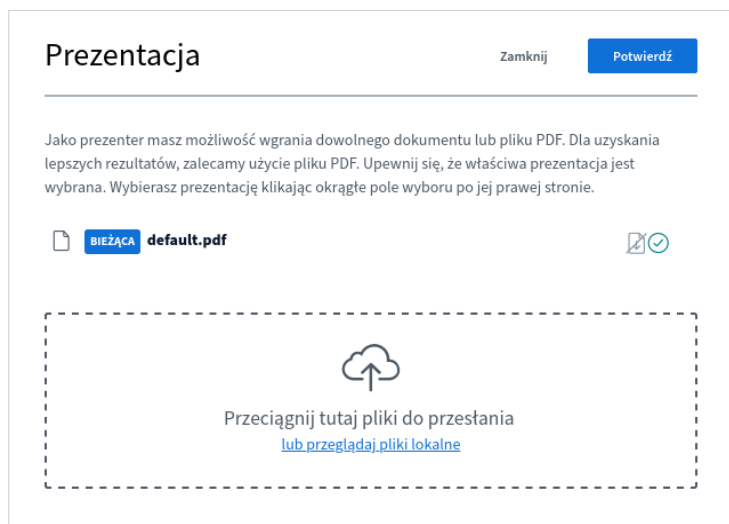 Prezentacja
Zamknij
Potwierdź
Jako prezenter masz możliwość wgrania dowolnego dokumentu lub pliku PDF. Dla uzyskania
lepszych rezultatów, zalecamy użycie pliku PDF. Upewnij się, że właściwa prezentacja jest
wybrana. Wybierasz prezentację klikając okrągłe pole wyboru po jej prawej stronie.
BIEŻĄCA default.pdf
Przeciągnij tutaj pliki do przesłania
lub przeglądaj pliki lokalne